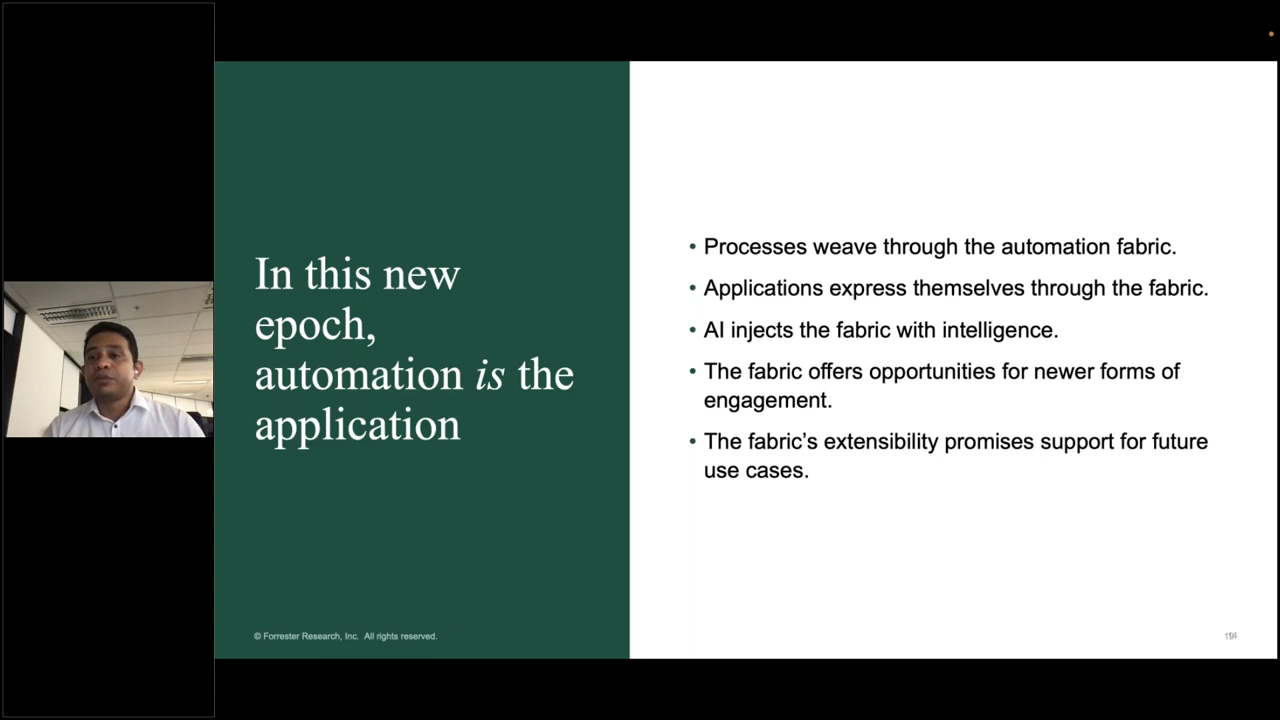 In this new
epoch,
automation is the
application
• Processes weave through the automation fabric.
• Applications express themselves through the fabric.
• AI injects the fabric with intelligence.
• The fabric offers opportunities for newer forms of
engagement.
• The fabric’s extensibility promises support for future
use cases.
© Forrester Research, Inc. All rights reserved.